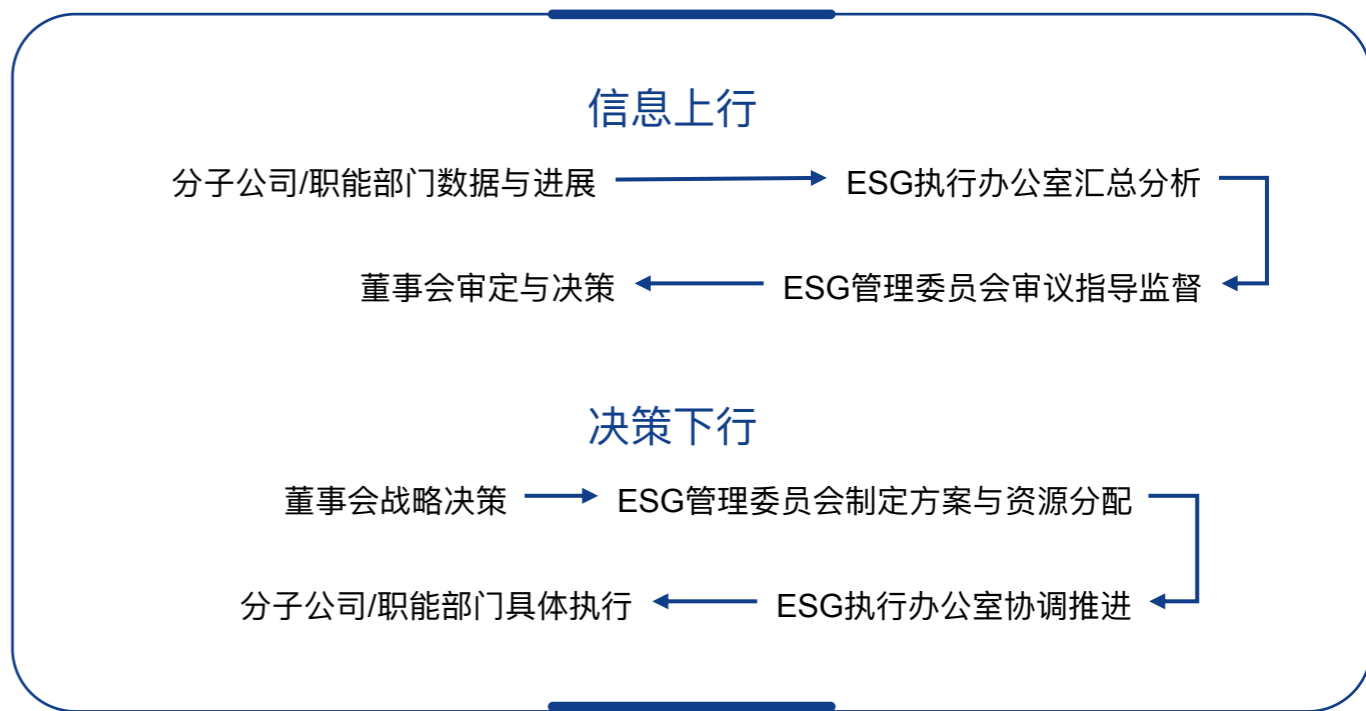 信息上行
分子公司/职能部门数据与进展
ESG执行办公室汇总分析
董事会审定与决策
ESG管理委员会审议指导监督
决策下行
董事会战略决策
ESG管理委员会制定方案与资源分配
分子公司/职能部门具体执行
ESG执行办公室协调推进